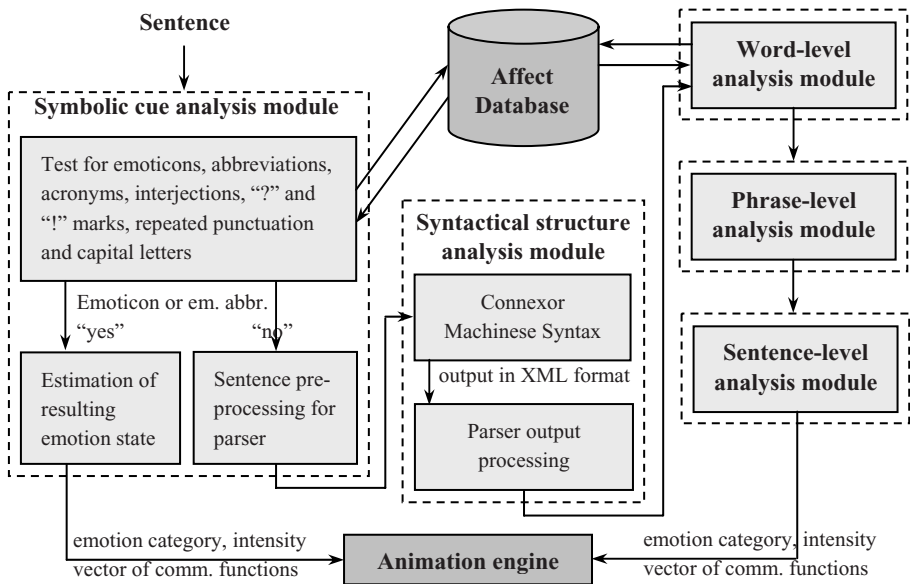 Sentence
Symbolic cue analysis module
Test for emoticons, abbreviations,
acronyms, interjections, “?” and
“!” marks, repeated punctuation
and capital letters
Emoticon or em. abbr.
“yes”
“no”
Estimation of
resulting
emotion state
Sentence pre-
processing for
parser
Affect
Database
Syntactical structure
analysis module
Connexor
Machinese Syntax
output in XML format
Parser output
processing
Word-level
analysis module
Phrase-level
analysis module
Sentence-level
analysis module
emotion category, intensity
vector of comm. functions
Animation engine
emotion category, intensity
vector of comm. functions